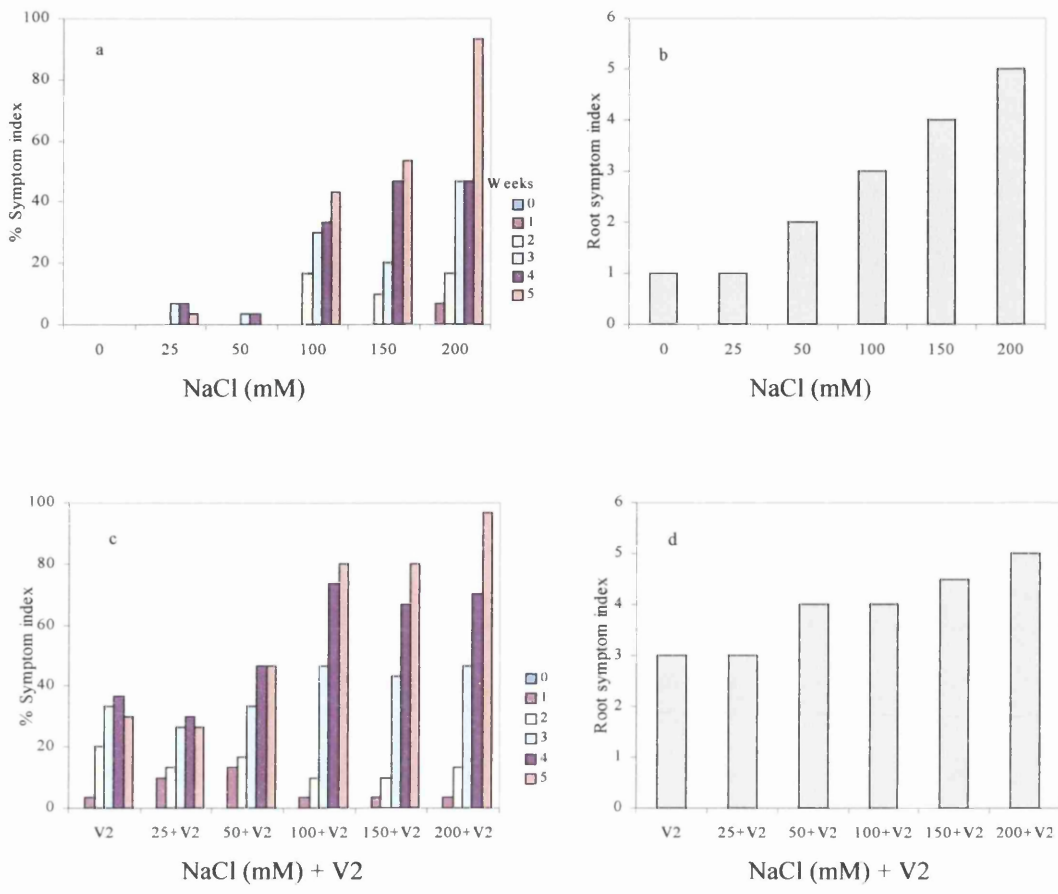 a
% Symptom index
100
80
60
40
20
0
0 25 50 100 150 200
NaCl (mM)
Weeks
0
1
2
3
4
5
b
Root symptom index
6
5
4
3
2
1
0
0 25 50 100 150 200
NaCl (mM)
c
% Symptom index
100
80
60
40
20
0
V2 25+V2 50+V2 100+V2 150+V2 200+V2
NaCl (mM) + V2
0
1
2
3
4
5
d
Root symptom index
6
5
4
3
2
1
0
V2 25+V2 50+V2 100+V2 150+V2 200+V2
NaCl (mM) + V2